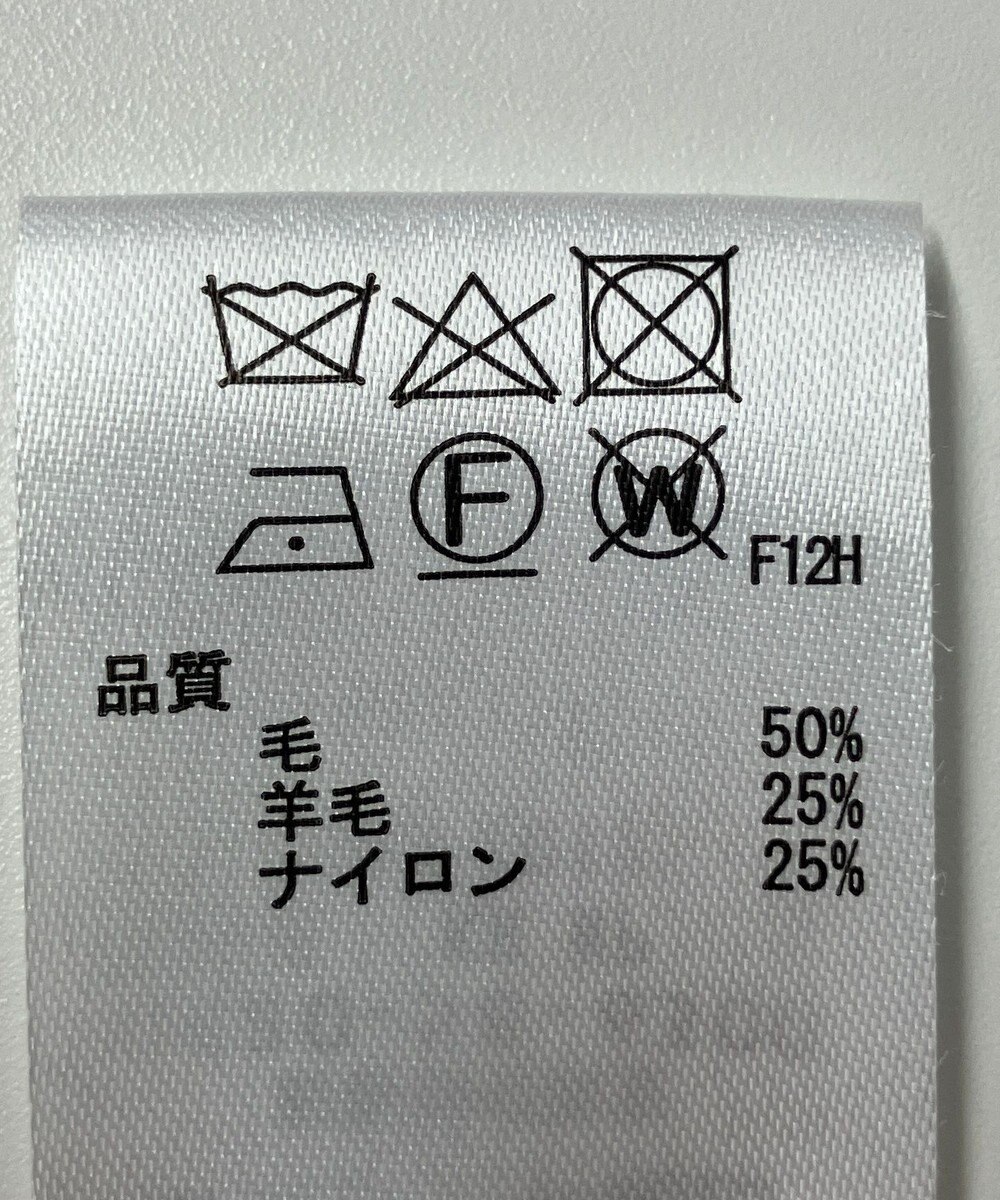 F W F12H
品質
毛 50%
羊毛 25%
ナイロン 25%